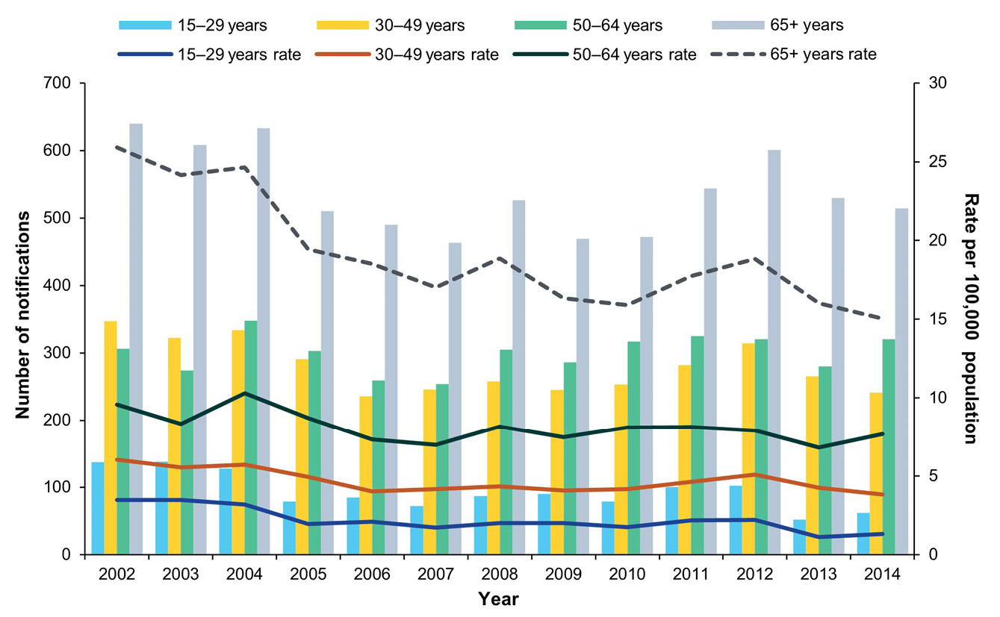 15–29 years 30–49 years 50–64 years 65+ years
15–29 years rate 30–49 years rate 50–64 years rate 65+ years rate
700
600
500
400
300
200
100
0
Number of notifications
30
25
20
15
10
5
0
Rate per 100,000 population
2002 2003 2004 2005 2006 2007 2008 2009 2010 2011 2012 2013 2014
Year